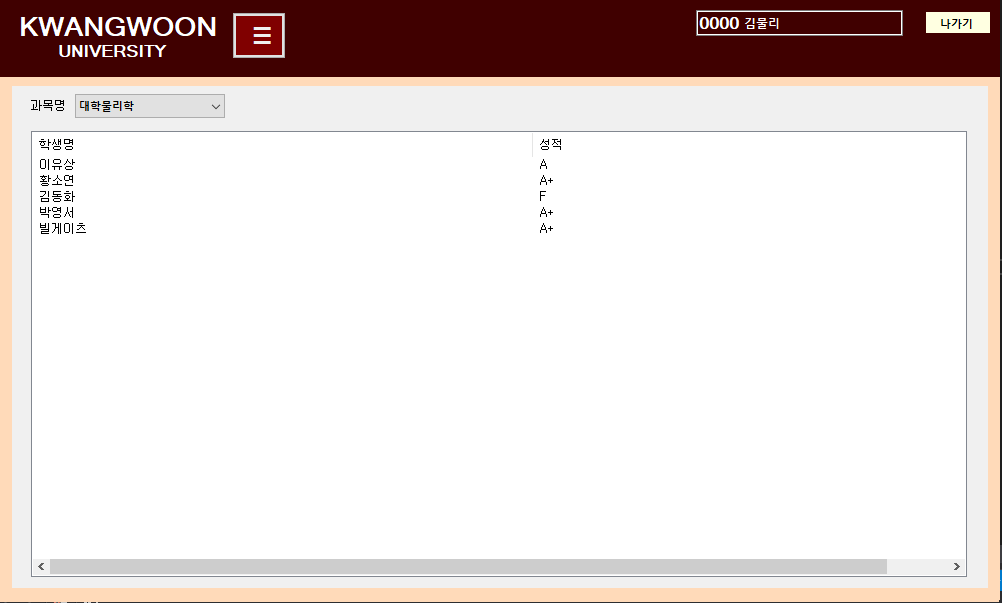 KWANGWOON
UNIVERSITY
☰
0000 김물리
나가기
과목명 대학물리학
학생명 성적
이유상 A
황소연 A+
김동화 F
박영서 A+
빌게이츠 A+